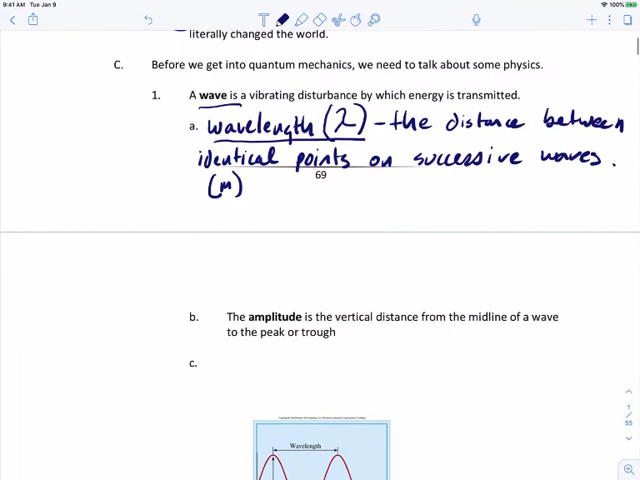 9:41 AM Tue Jan 9
100%
literally changed the world.
C. Before we get into quantum mechanics, we need to talk about some physics.
1. A wave is a vibrating disturbance by which energy is transmitted.
a. wavelength (λ) - the distance between
identical points on successive waves.
(m)
69
b. The amplitude is the vertical distance from the midline of a wave
to the peak or trough
c.
1
/
55
Wavelength